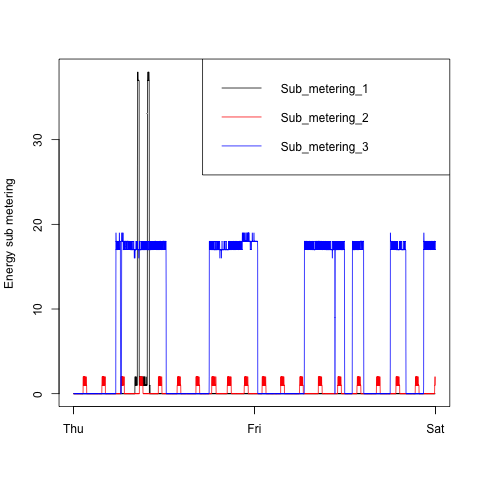 Sub_metering_1
Sub_metering_2
Sub_metering_3
Energy sub metering
30
20
10
0
Thu Fri Sat